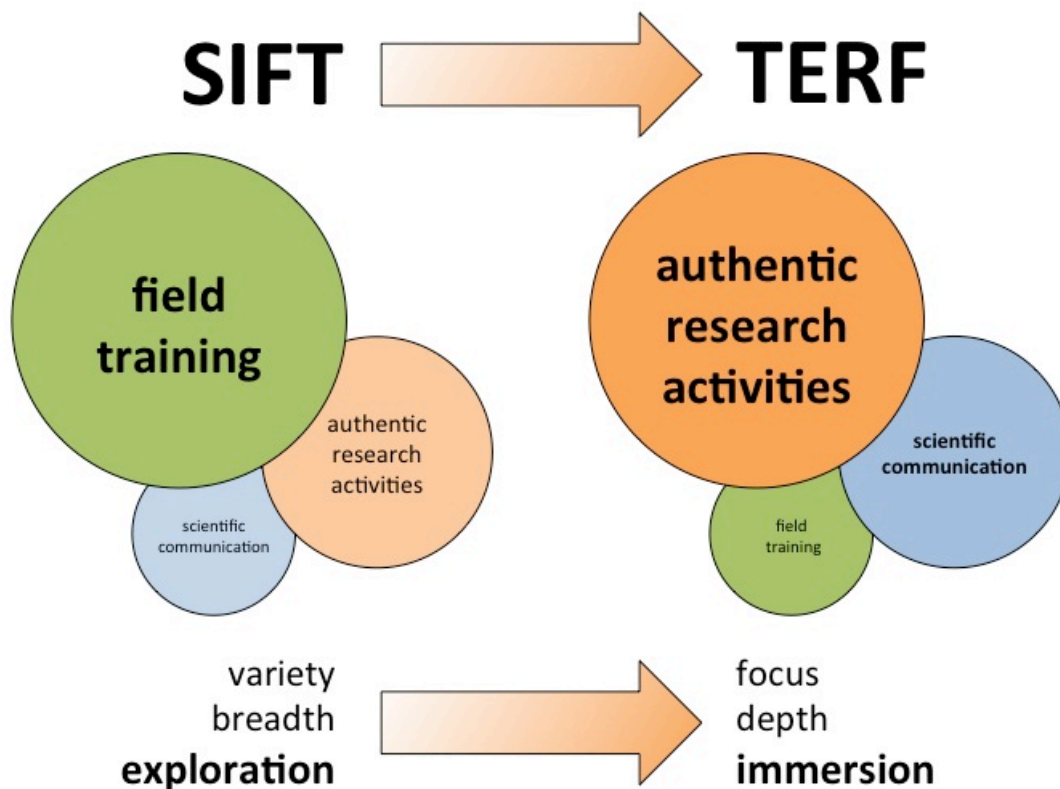 SIFT
TERF
field
training
authentic
research
activities
scientific
communication
authentic
research
activities
scientific
communication
field
training
variety
breadth
exploration
focus
depth
immersion